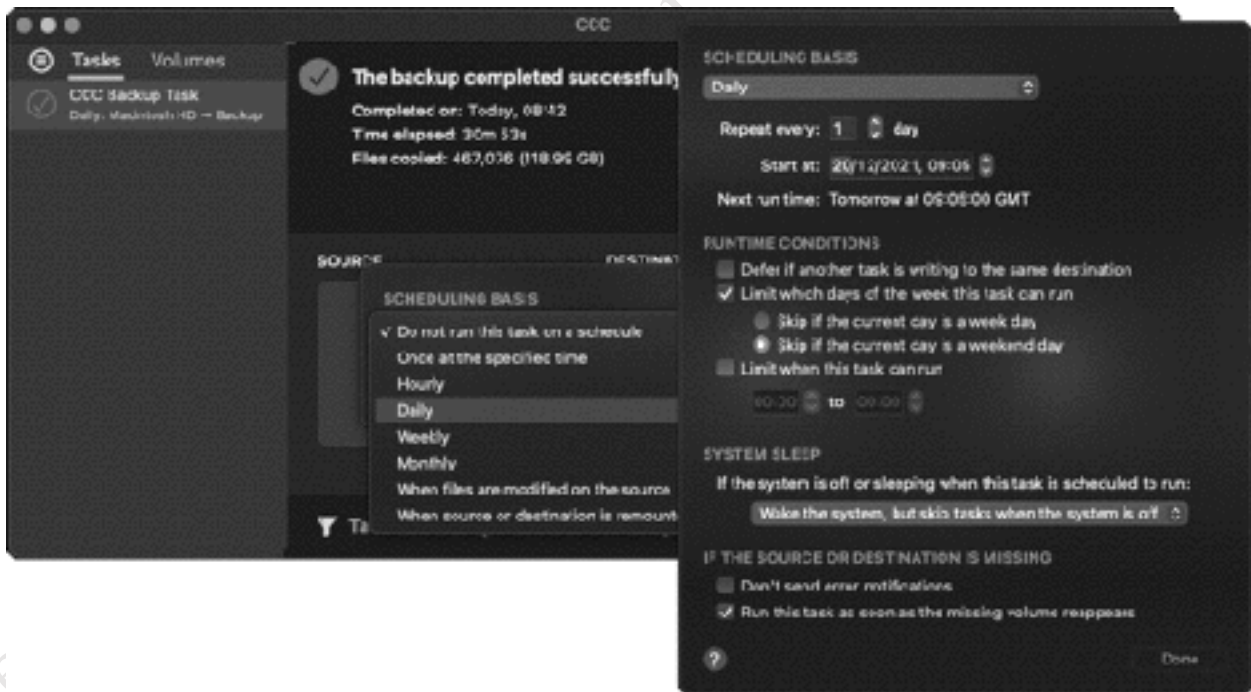 CCC
Tasks Volumes
CCC Backup Task
Daily: Macintosh HD → Backup
The backup completed successfully
Completed on: Today, 08:42
Time elapsed: 30m 53s
Files copied: (118.96 GB)
SOURCE
SCHEDULING BASIS
✓ Do not run this task on a schedule
Once at the specified time
Hourly
Daily
Weekly
Monthly
When files are modified on the source
When source or destination is remount
SCHEDULING BASIS
Daily
Repeat every: 1 day
Start at: 20/12/2021, 09:05
Next run time: Tomorrow at 09:05:00 GMT
RUNTIME CONDITIONS
Defer if another task is writing to the same destination
Limit which days of the week this task can run
Skip if the current day is a week day
Skip if the current day is a weekend day
Limit when this task can run
to
SYSTEM SLEEP
If the system is off or sleeping when this task is scheduled to run:
Wake the system, but skip tasks when the system is off
IF THE SOURCE OR DESTINATION IS MISSING
Don't send error notifications
Run this task as soon as the missing volume reappears
?
Done